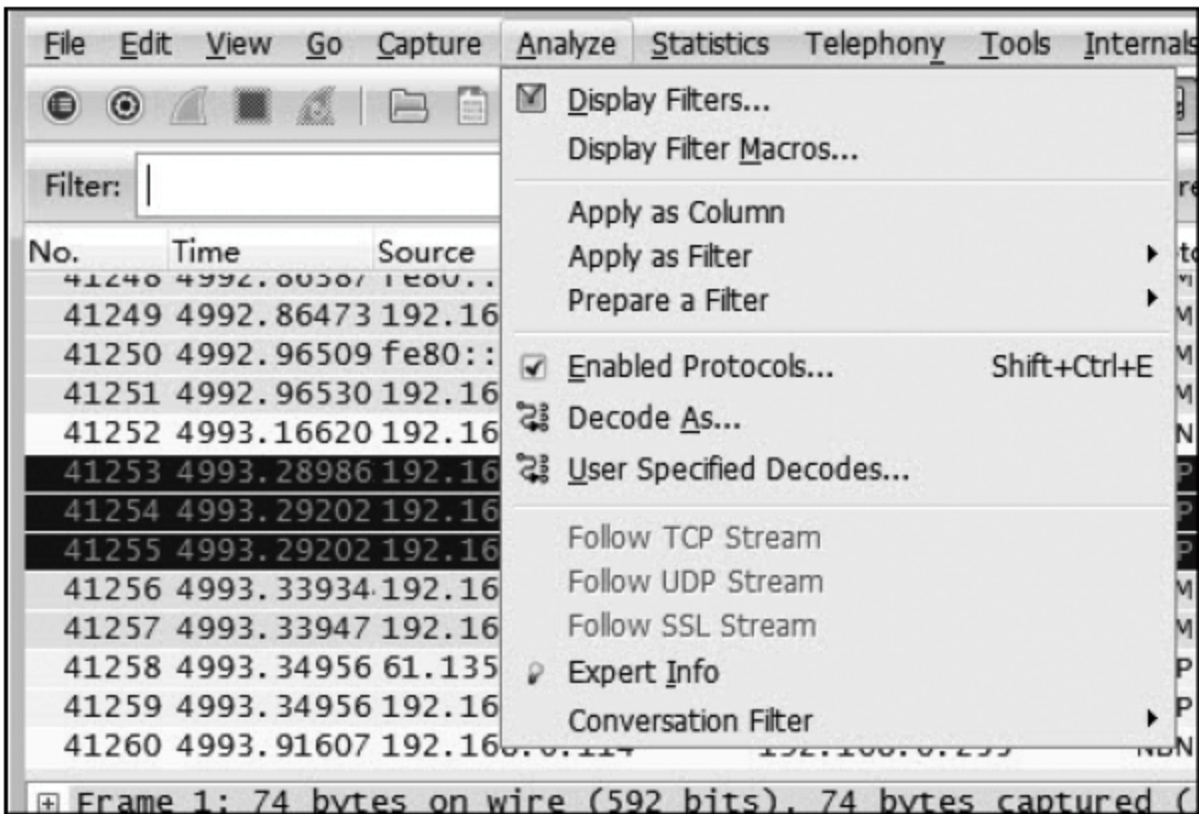 File Edit View Go Capture Analyze Statistics Telephony Tools Internals
Display Filters...
Display Filter Macros...
Filter:
Apply as Column
No. Time Source
Apply as Filter
Prepare a Filter
41249 4992.86473 192.16
41250 4992.96509 fe80::
Enabled Protocols... Shift+Ctrl+E
41251 4992.96530 192.16
Decode As...
41252 4993.16620 192.16
41253 4993.28986 192.16
User Specified Decodes...
41254 4993.29202 192.16
Follow TCP Stream
41255 4993.29202 192.16
Follow UDP Stream
41256 4993.33934 192.16
41257 4993.33947 192.16
Follow SSL Stream
41258 4993.34956 61.135
Expert Info
41259 4993.34956 192.16
Conversation Filter
41260 4993.91607 192.16
Frame 1: 74 bytes on wire (592 bits), 74 bytes captured (